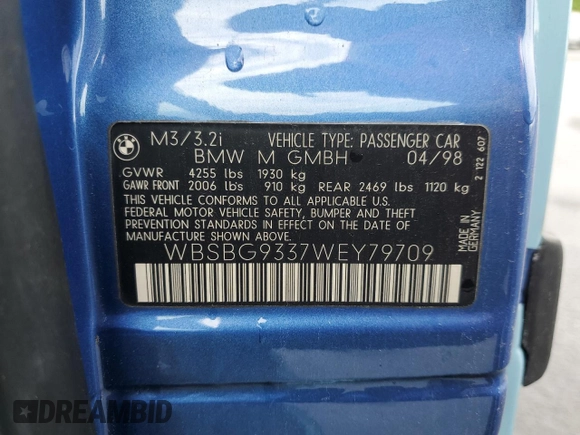 M3/3.2i VEHICLE TYPE: PASSENGER CAR
BMW M GMBH 04/98
GVWR 4255 lbs 1930 kg
GAWR FRONT 2006 lbs 910 kg REAR 2469 lbs 1120 kg
THIS VEHICLE CONFORMS TO ALL APPLICABLE U.S.
FEDERAL MOTOR VEHICLE SAFETY, BUMPER AND THEFT
PREVENTION STANDARDS IN EFFECT ON THE DATE OF
MANUFACTURE SHOWN ABOVE.
WBSBG9337WEY79709
2 122 607
MADE IN
GERMANY
DREAMBID